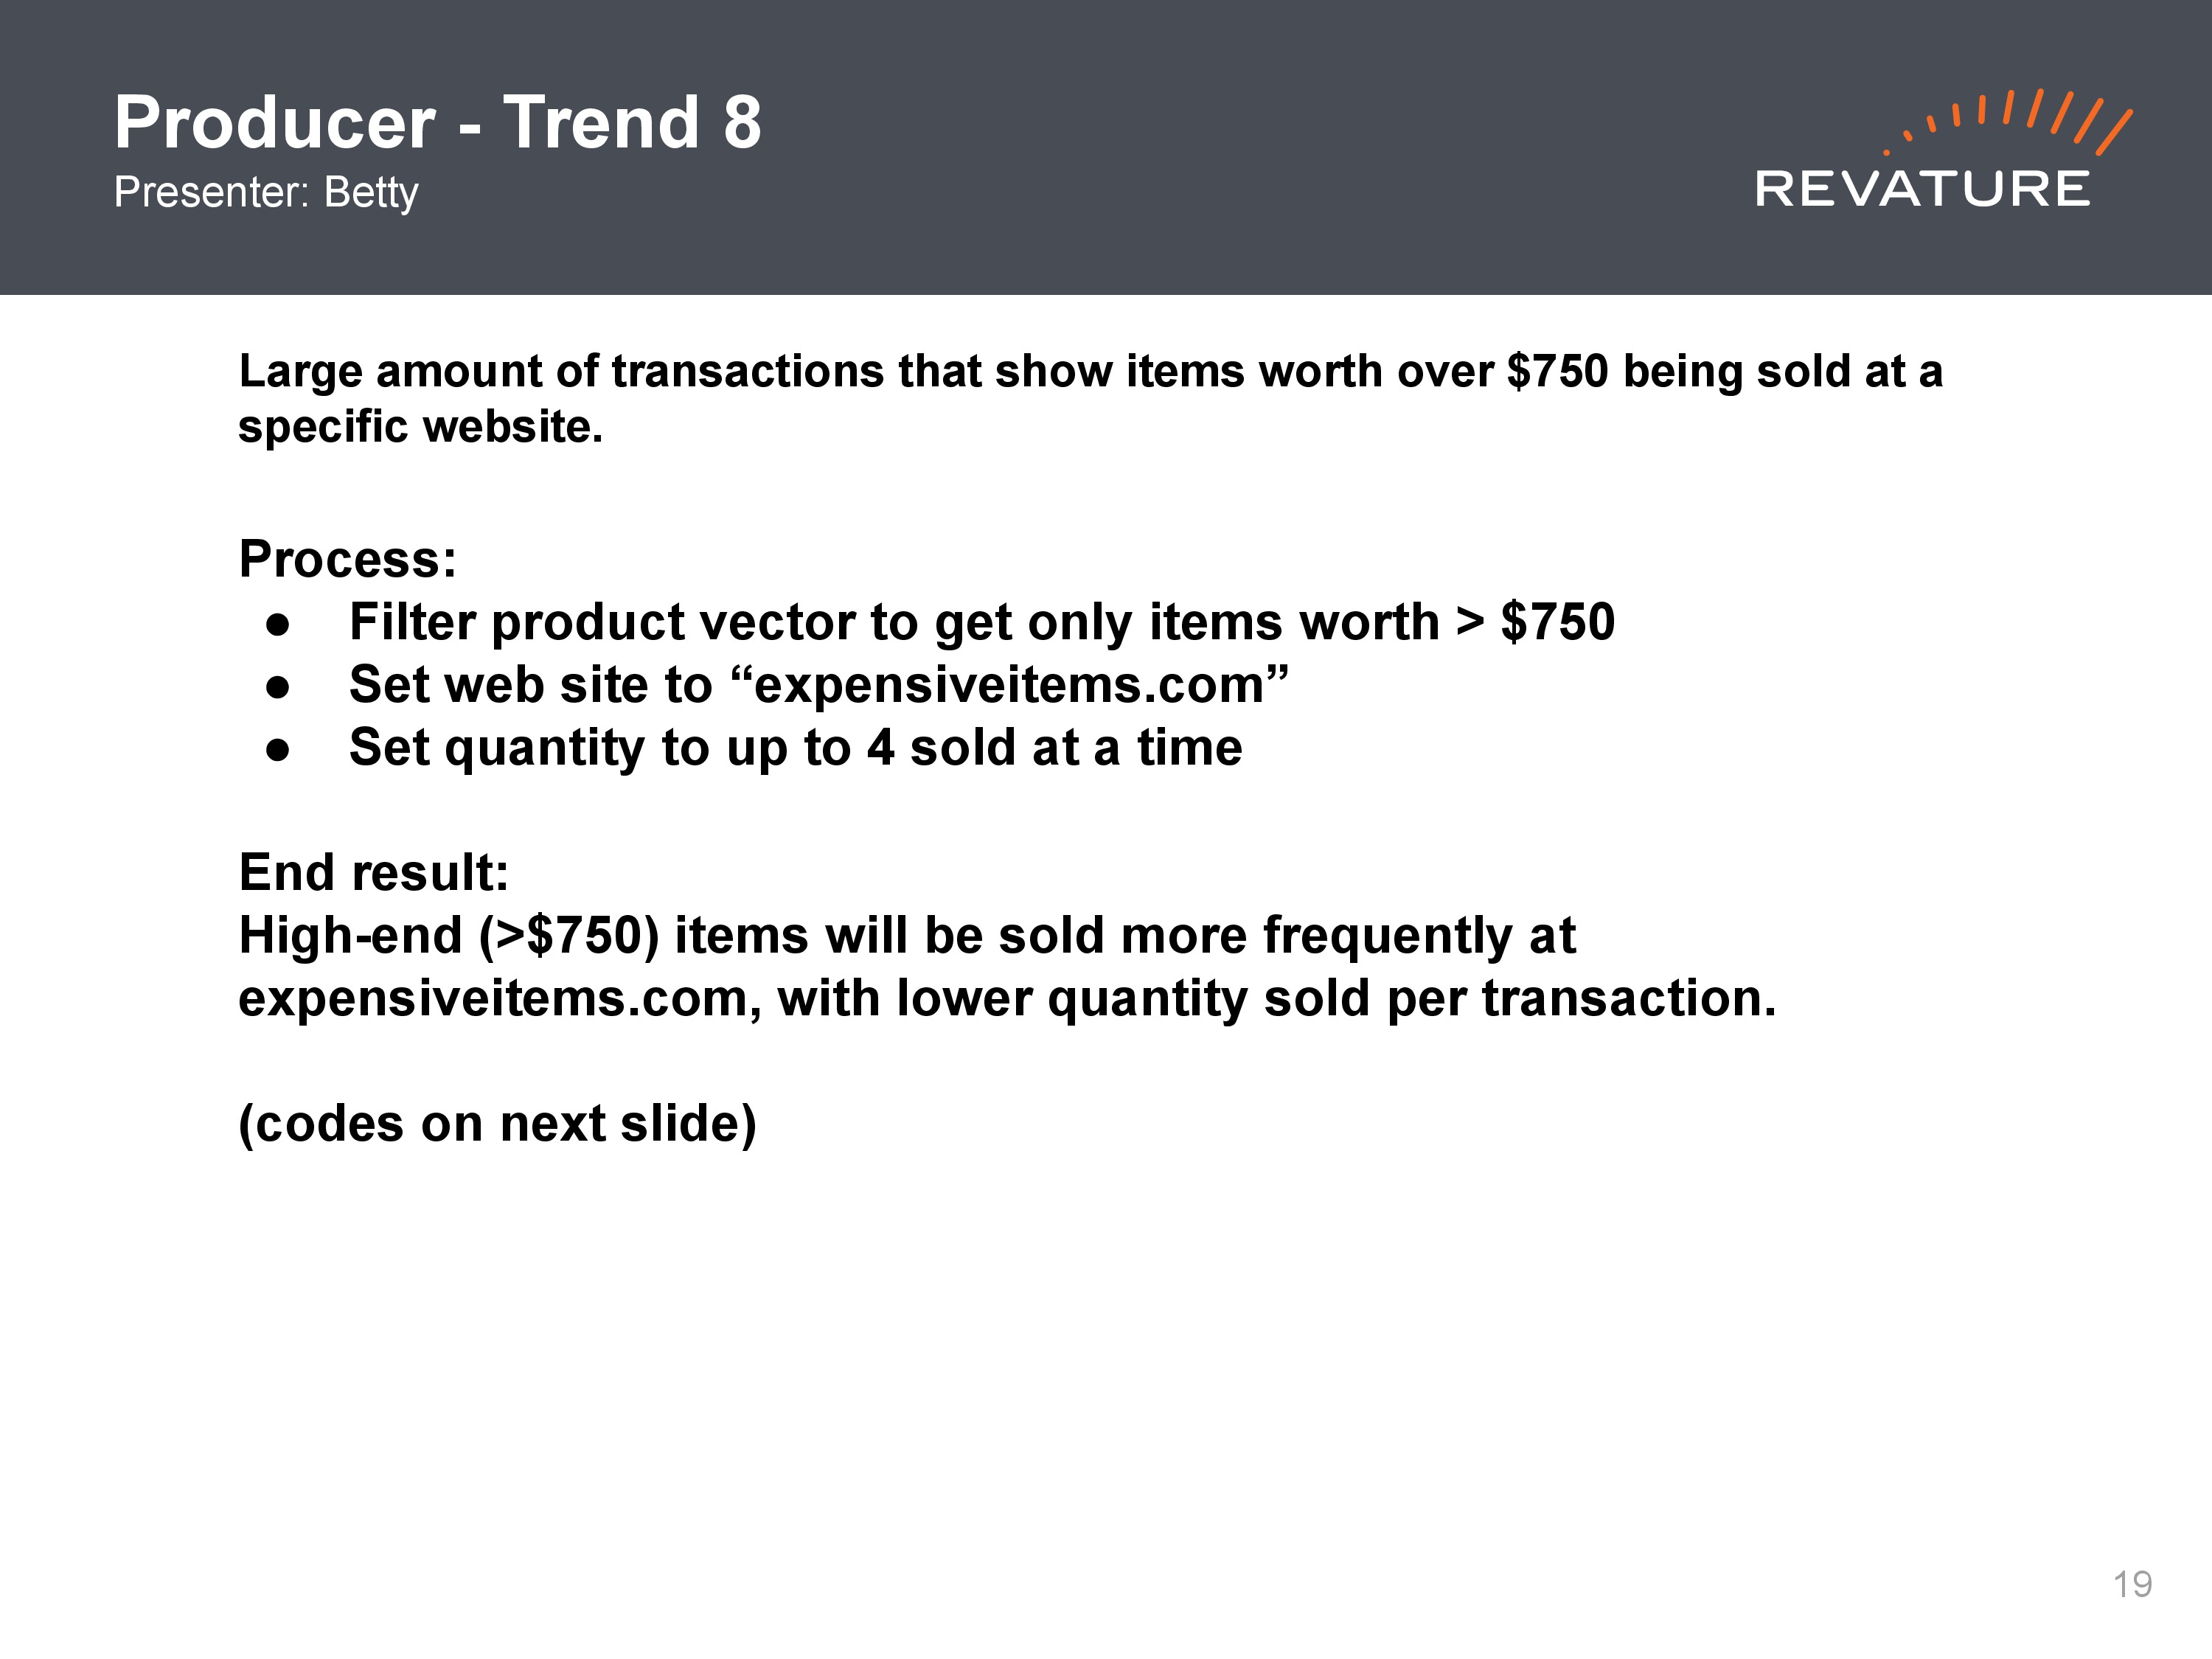 Producer - Trend 8
Presenter: Betty
REVATURE
Large amount of transactions that show items worth over $750 being sold at a
specific website.
Process:
● Filter product vector to get only items worth > $750
● Set web site to “expensiveitems.com”
● Set quantity to up to 4 sold at a time
End result:
High-end (>$750) items will be sold more frequently at
expensiveitems.com, with lower quantity sold per transaction.
(codes on next slide)
19